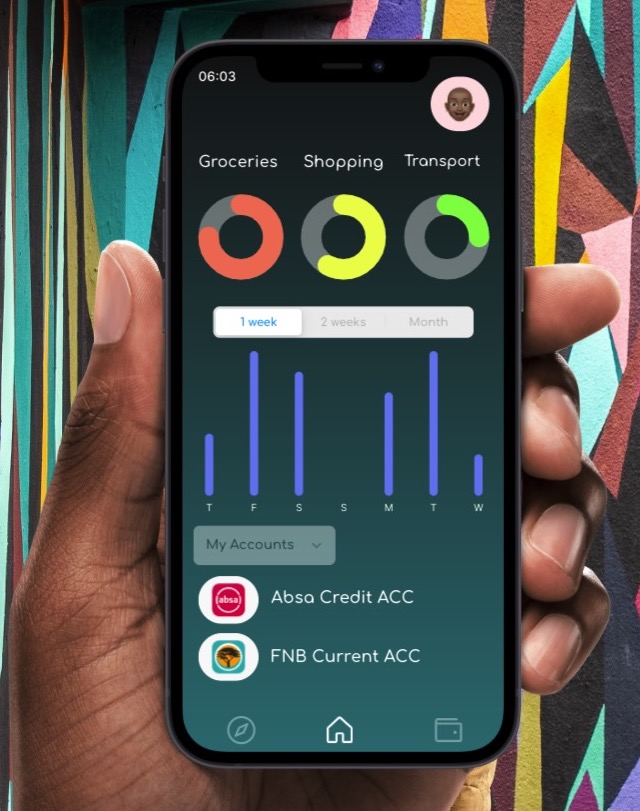 06:03
Groceries Shopping Transport
1 week 2 weeks Month
T F S S M T W
My Accounts
absa Absa Credit ACC
FNB Current ACC